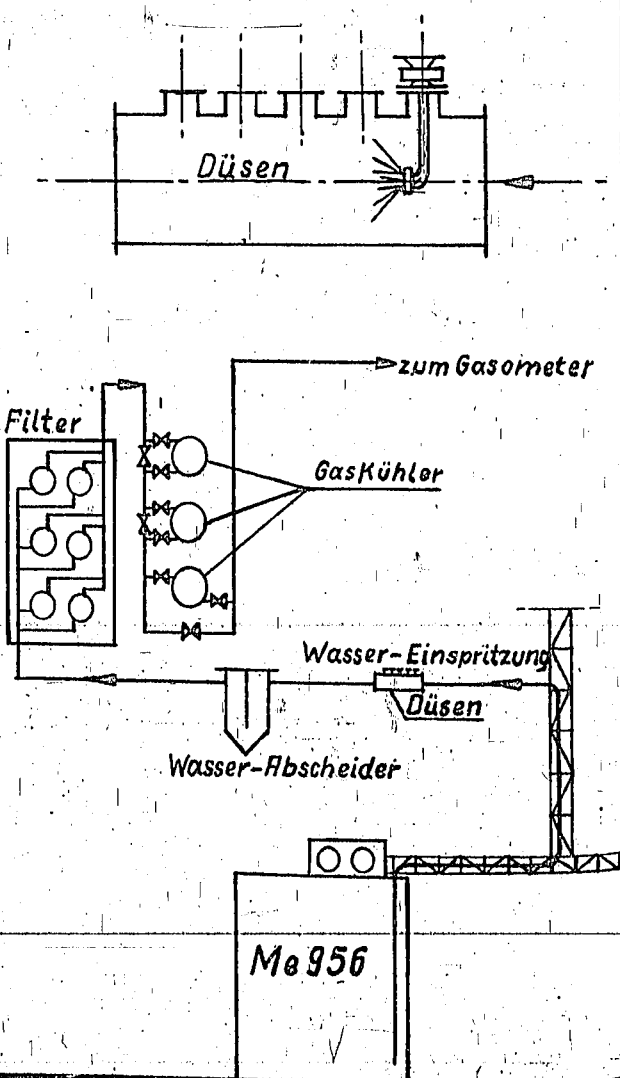 Düsen
zum Gasometer
Filter
GasKühler
Wasser-Einspritzung
Düsen
Wasser-Abscheider
Me 956